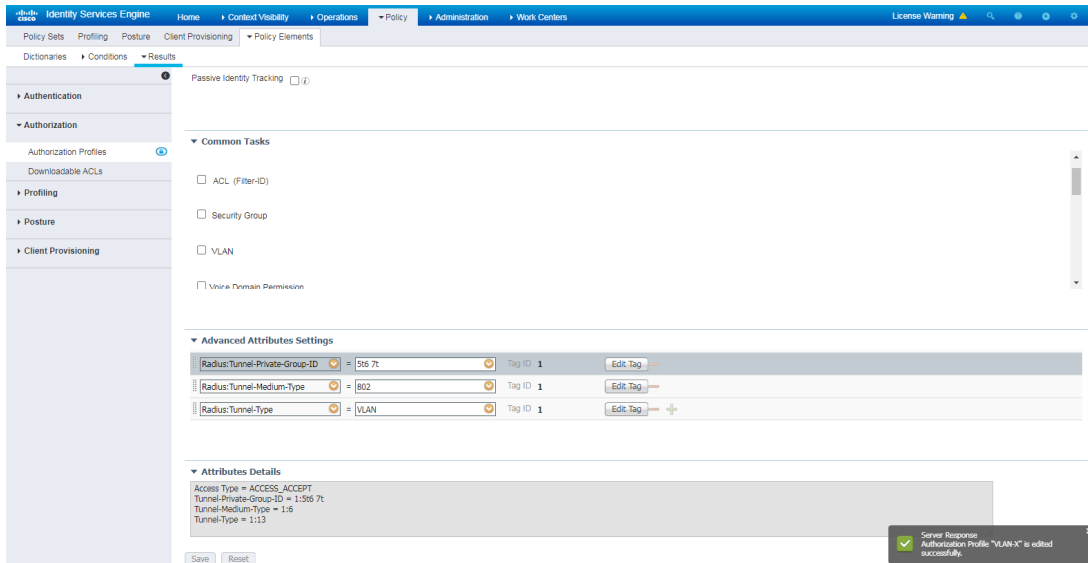 cisco Identity Services Engine Home Context Visibility Operations Policy Administration Work Centers License Warning
Policy Sets Profiling Posture Client Provisioning Policy Elements
Dictionaries Conditions Results
Passive Identity Tracking
Authentication
Authorization
Authorization Profiles
Downloadable ACLs
Profiling
Posture
Client Provisioning
Common Tasks
ACL (Filter-ID)
Security Group
VLAN
Voice Domain Permission
Advanced Attributes Settings
Radius:Tunnel-Private-Group-ID = 5t6 7t Tag ID 1 Edit Tag
Radius:Tunnel-Medium-Type = 802 Tag ID 1 Edit Tag
Radius:Tunnel-Type = VLAN Tag ID 1 Edit Tag
Attributes Details
Access Type = ACCESS_ACCEPT
Tunnel-Private-Group-ID = 1:5t6 7t
Tunnel-Medium-Type = 1:6
Tunnel-Type = 1:13
Save Reset
Server Response
Authorization Profile "VLAN-X" is edited
successfully.